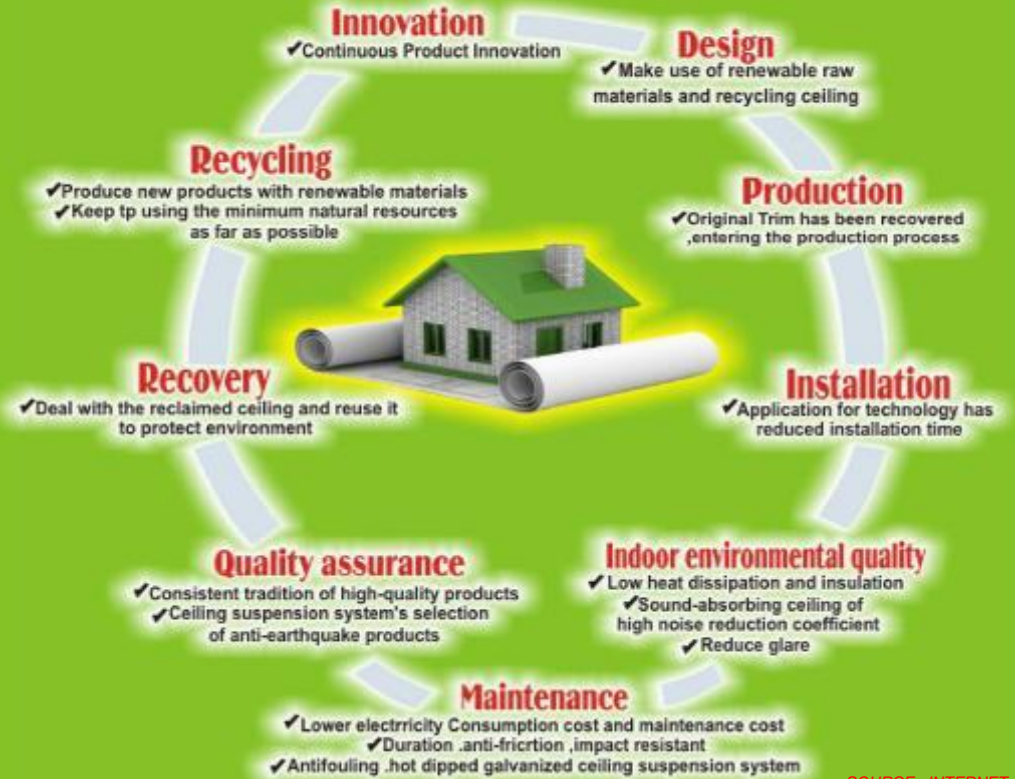 Innovation
✔Continuous Product Innovation
Design
✔Make use of renewable raw
materials and recycling ceiling
Production
✔Original Trim has been recovered
,entering the production process
Installation
✔Application for technology has
reduced installation time
Indoor environmental quality
✔Low heat dissipation and insulation
✔Sound-absorbing ceiling of
high noise reduction coefficient
✔Reduce glare
Maintenance
✔Lower electrricity Consumption cost and maintenance cost
✔Duration .anti-fricrtion ,impact resistant
✔Antifouling .hot dipped galvanized ceiling suspension system
Quality assurance
✔Consistent tradition of high-quality products
✔Ceiling suspension system's selection
of anti-earthquake products
Recovery
✔Deal with the reclaimed ceiling and reuse it
to protect environment
Recycling
✔Produce new products with renewable materials
✔Keep tp using the minimum natural resources
as far as possible